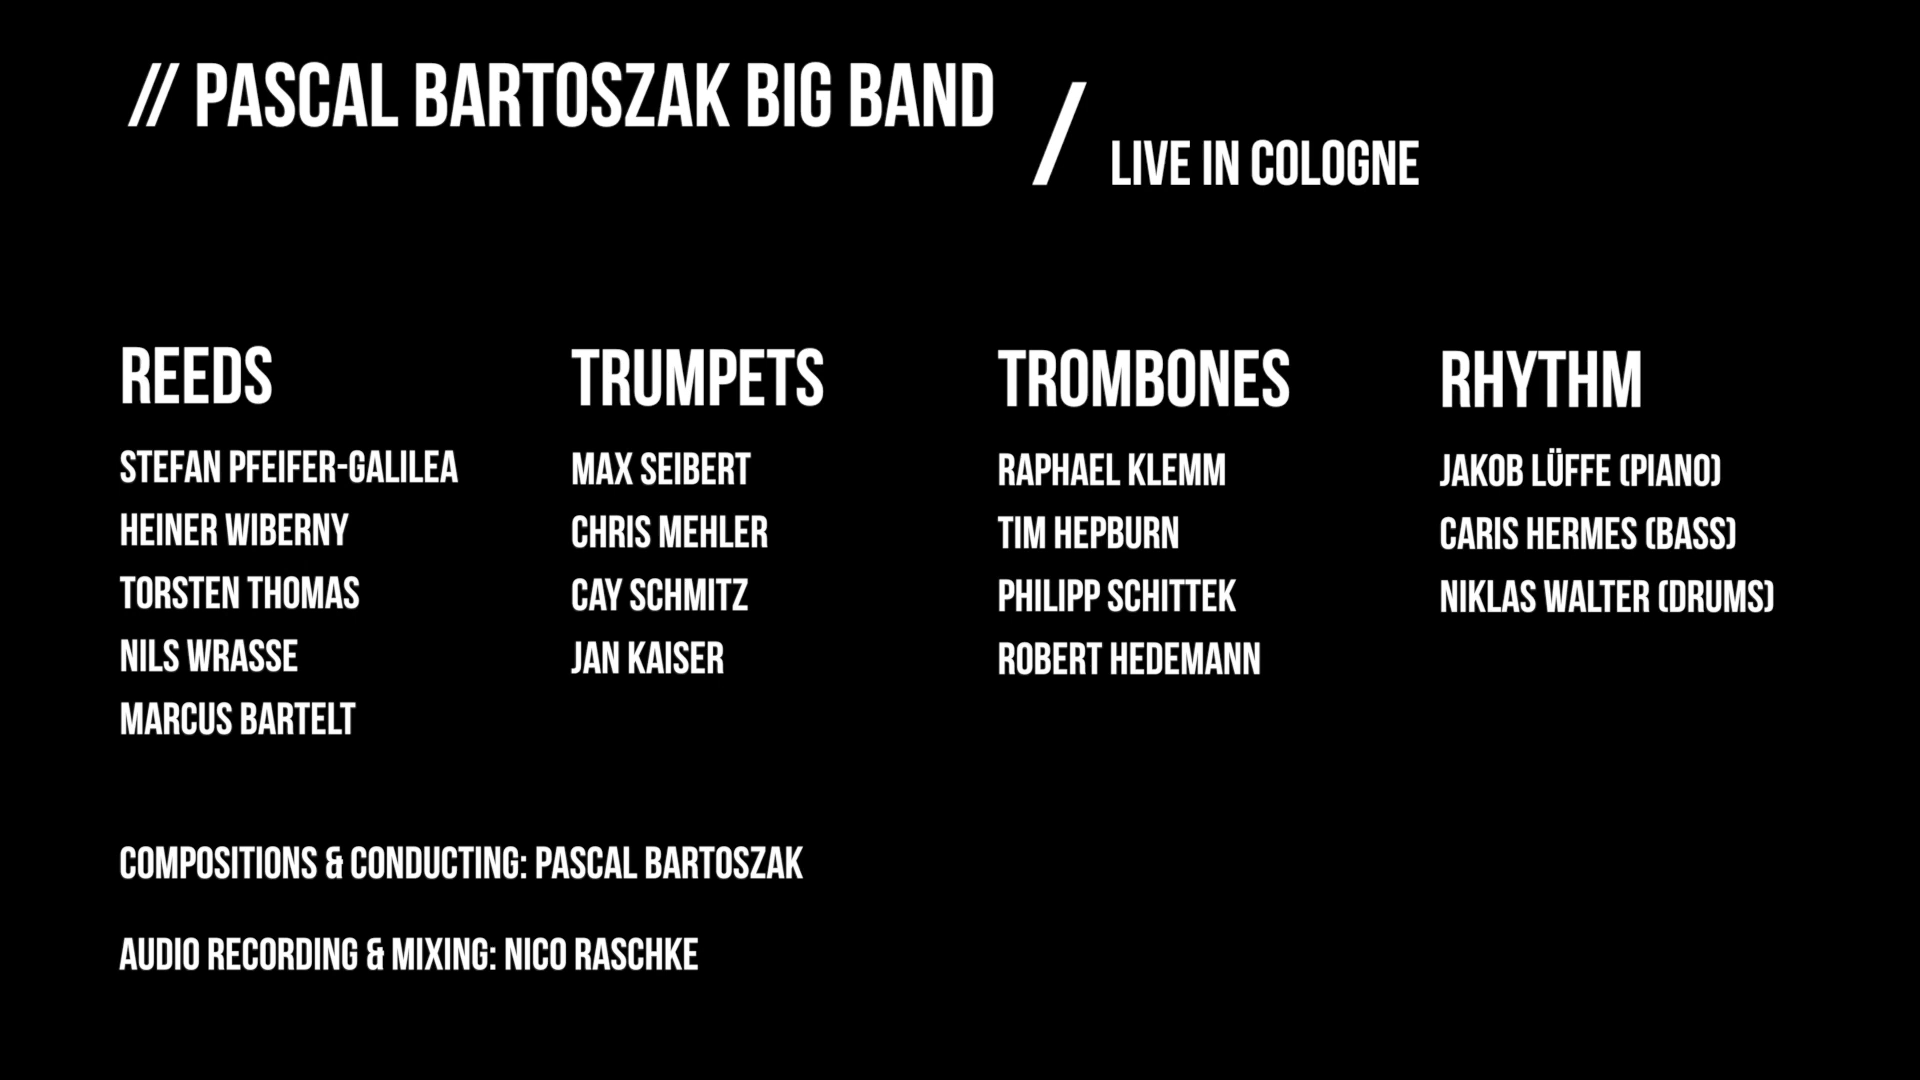 // PASCAL BARTOSZAK BIG BAND / LIVE IN COLOGNE
REEDS
STEFAN PFEIFER-GALILEA
HEINER WIBERNY
TORSTEN THOMAS
NILS WRASSE
MARCUS BARTELT
TRUMPETS
MAX SEIBERT
CHRIS MEHLER
CAY SCHMITZ
JAN KAISER
TROMBONES
RAPHAEL KLEMM
TIM HEPBURN
PHILIPP SCHITTEK
ROBERT HEDEMANN
RHYTHM
JAKOB LÜFFE (PIANO)
CARIS HERMES (BASS)
NIKLAS WALTER (DRUMS)
COMPOSITIONS & CONDUCTING: PASCAL BARTOSZAK
AUDIO RECORDING & MIXING: NICO RASCHKE